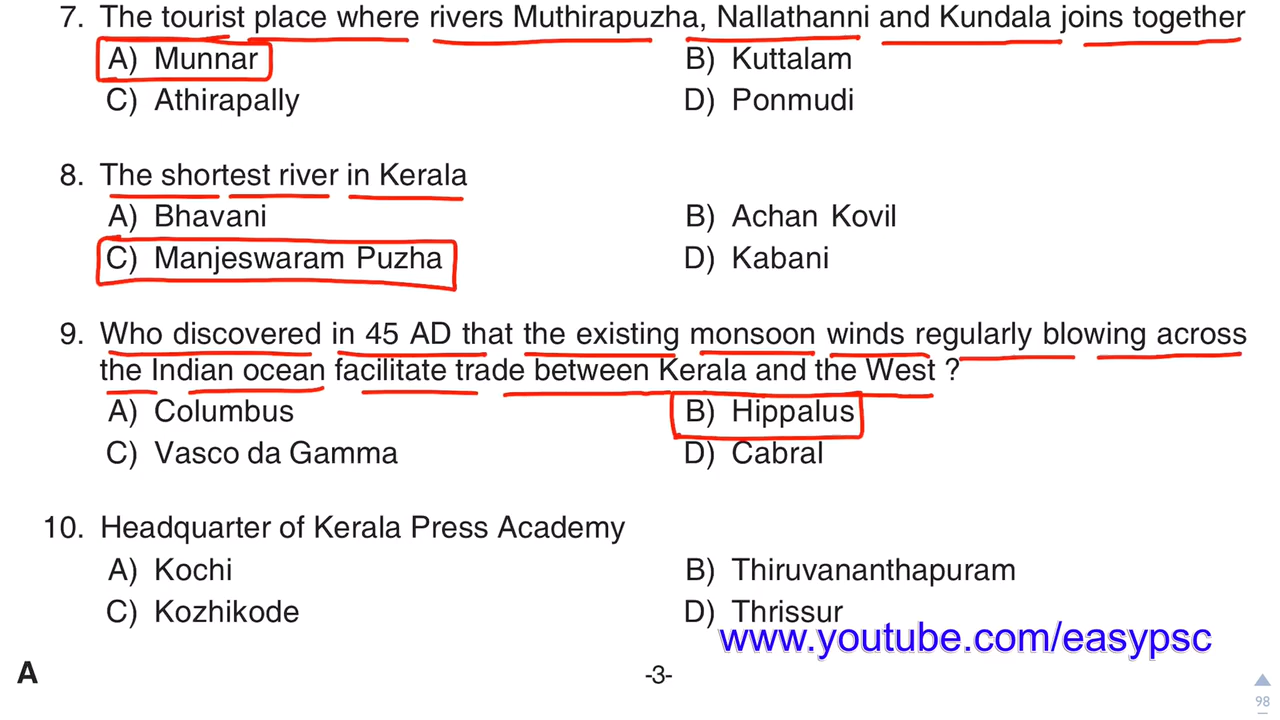 7. The tourist place where rivers Muthirapuzha, Nallathanni and Kundala joins together
A) Munnar B) Kuttalam
C) Athirapally D) Ponmudi
8. The shortest river in Kerala
A) Bhavani B) Achan Kovil
C) Manjeswaram Puzha D) Kabani
9. Who discovered in 45 AD that the existing monsoon winds regularly blowing across
the Indian ocean facilitate trade between Kerala and the West ?
A) Columbus B) Hippalus
C) Vasco da Gamma D) Cabral
10. Headquarter of Kerala Press Academy
A) Kochi B) Thiruvananthapuram
C) Kozhikode D) Thrissur
www.youtube.com/easypsc
A -3-
98